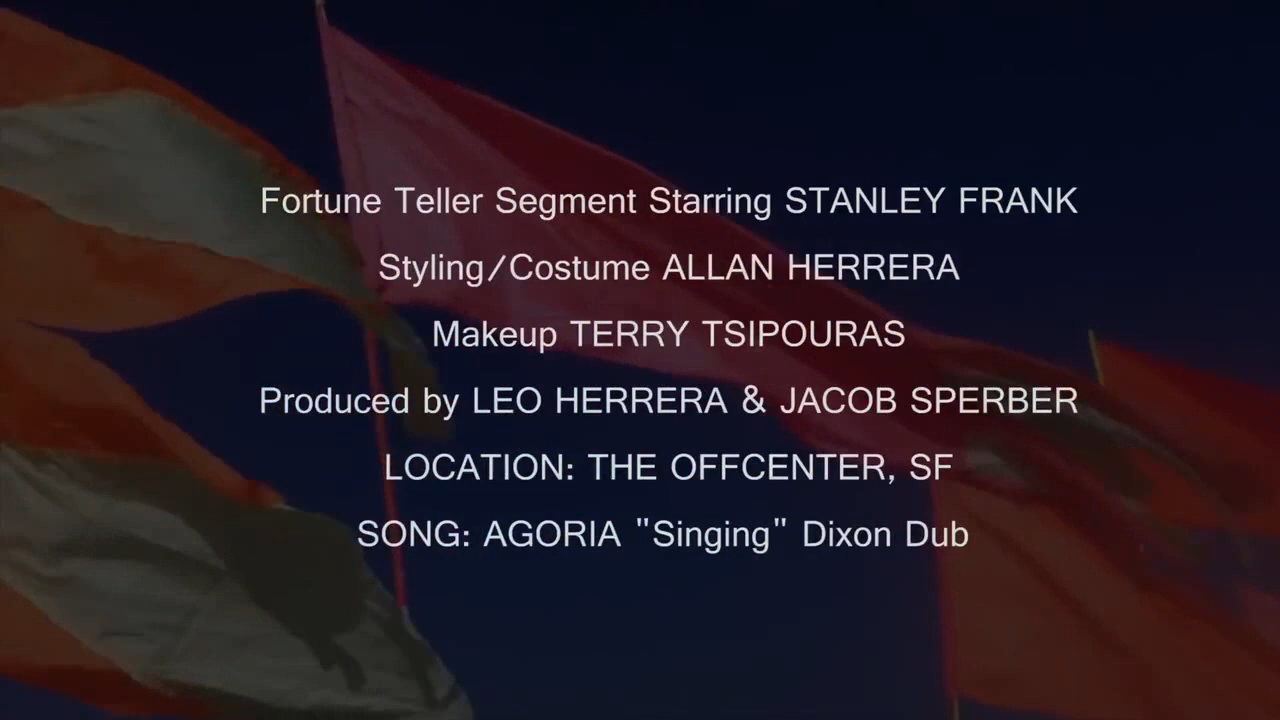 Fortune Teller Segment Starring STANLEY FRANK
Styling/Costume ALLAN HERRERA
Makeup TERRY TSIPOURAS
Produced by LEO HERRERA & JACOB SPERBER
LOCATION: THE OFFCENTER, SF
SONG: AGORIA "Singing" Dixon Dub